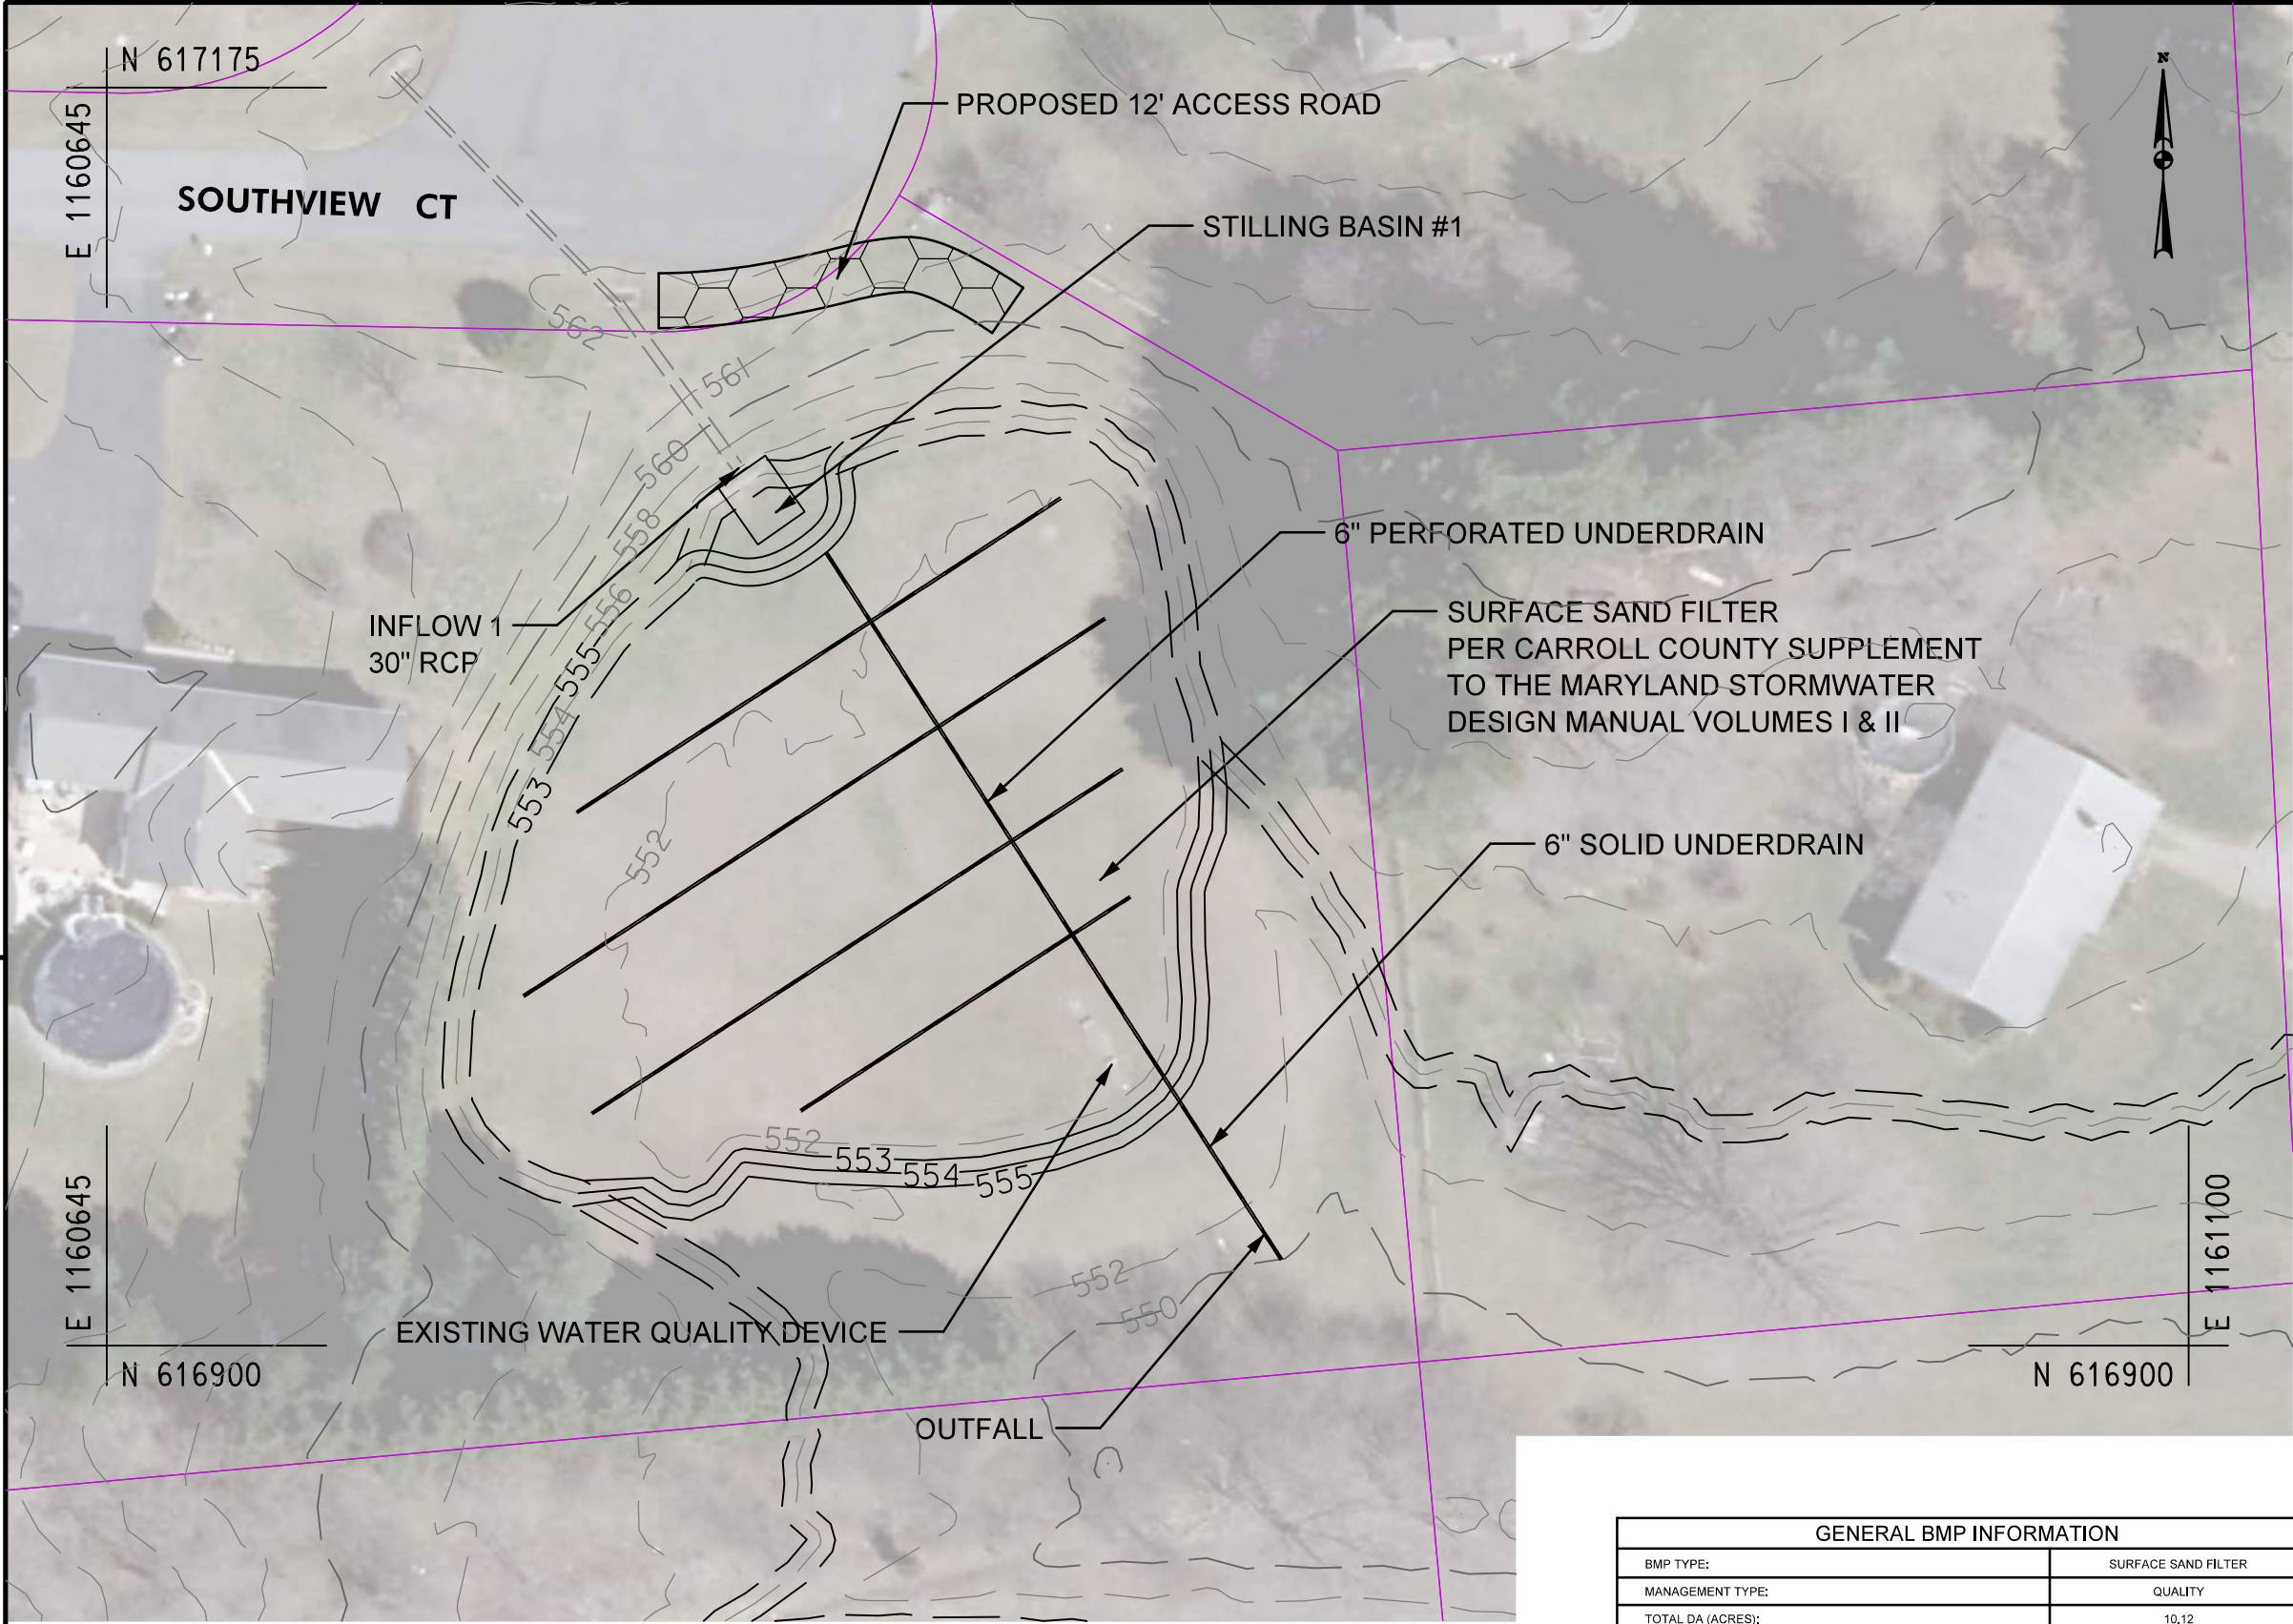 N 617175
E 1160645
N
PROPOSED 12' ACCESS ROAD
SOUTHVIEW CT
STILLING BASIN #1
562
561
560
558
556
555
554
553
INFLOW 1
30" RCP
6" PERFORATED UNDERDRAIN
SURFACE SAND FILTER
PER CARROLL COUNTY SUPPLEMENT
TO THE MARYLAND STORMWATER
DESIGN MANUAL VOLUMES I & II
552
6" SOLID UNDERDRAIN
552
553
554
555
E 1160645
N 616900
EXISTING WATER QUALITY DEVICE
552
550
OUTFALL
E 1161100
N 616900
GENERAL BMP INFORMATION
BMP TYPE: SURFACE SAND FILTER
MANAGEMENT TYPE: QUALITY
TOTAL DA (ACRES): 10.12